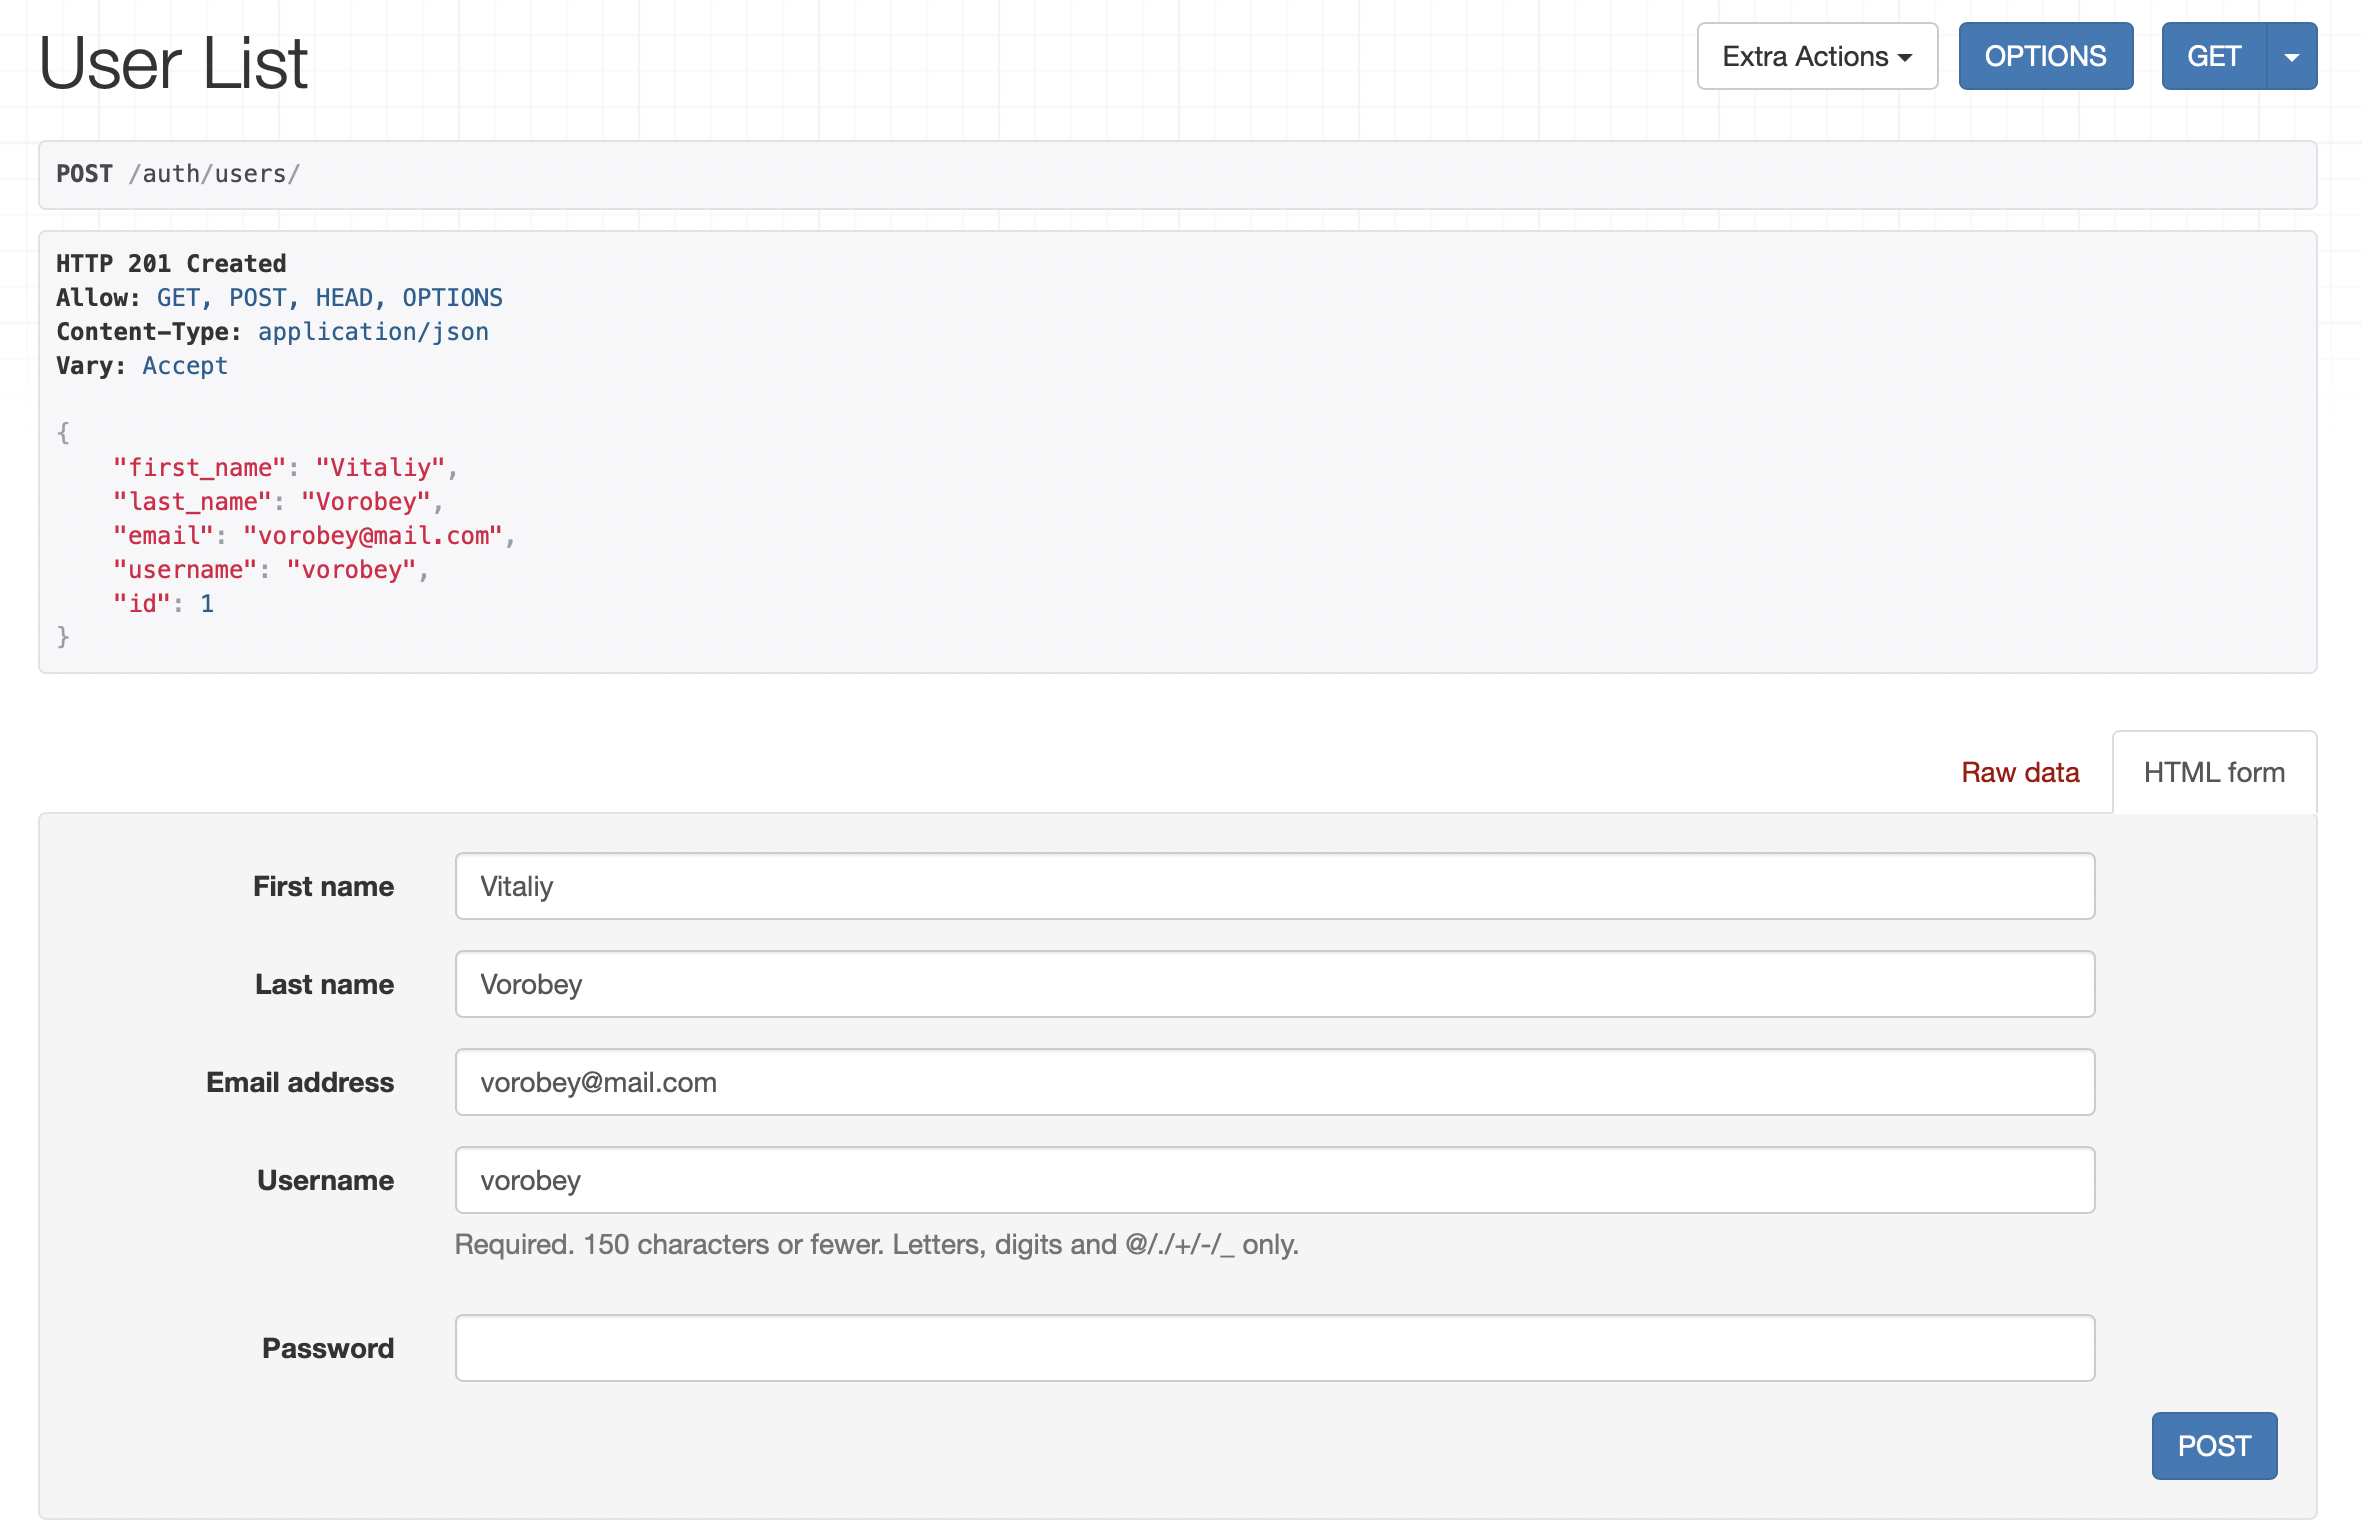 User List
Extra Actions
OPTIONS
GET
POST /auth/users/
HTTP 201 Created
Allow: GET, POST, HEAD, OPTIONS
Content-Type: application/json
Vary: Accept
{
"first_name": "Vitaliy",
"last_name": "Vorobey",
"email": "vorobey@mail.com",
"username": "vorobey",
"id": 1
}
Raw data
HTML form
First name
Vitaliy
Last name
Vorobey
Email address
vorobey@mail.com
Username
vorobey
Required. 150 characters or fewer. Letters, digits and @/./+/-/_ only.
Password
POST